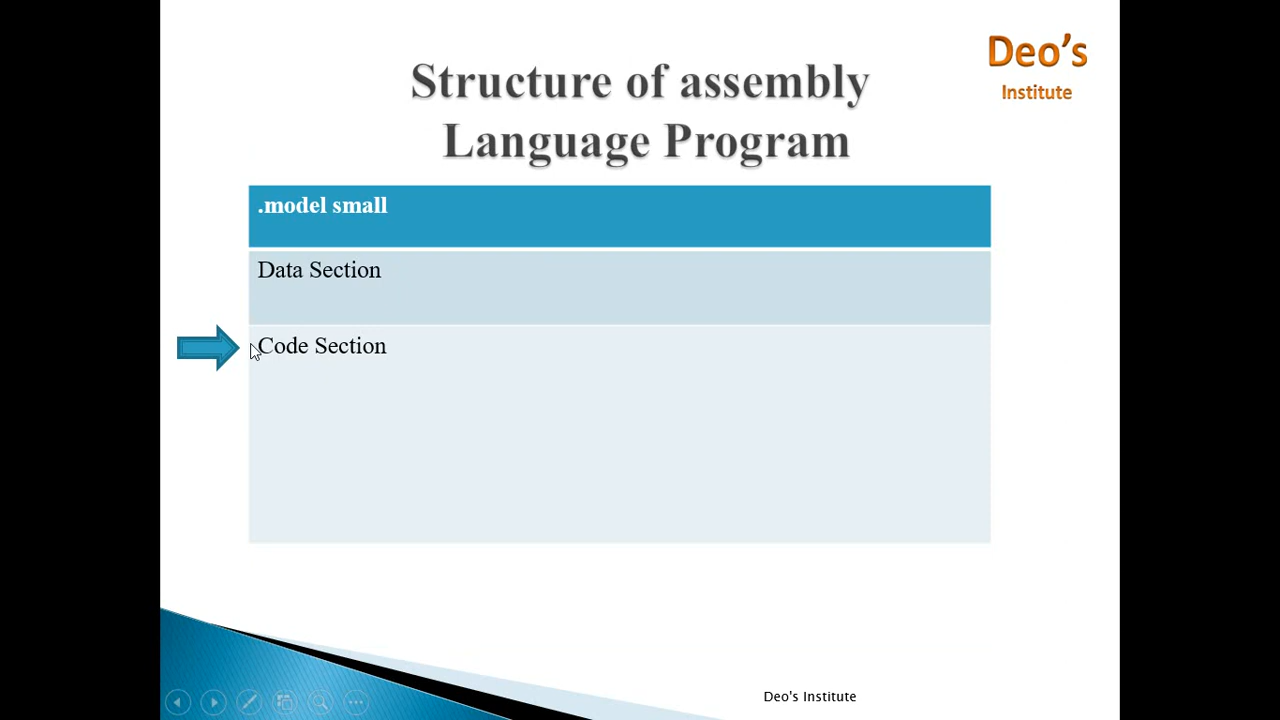 Deo's
Institute
Structure of assembly
Language Program
.model small
Data Section
Code Section
Deo's Institute